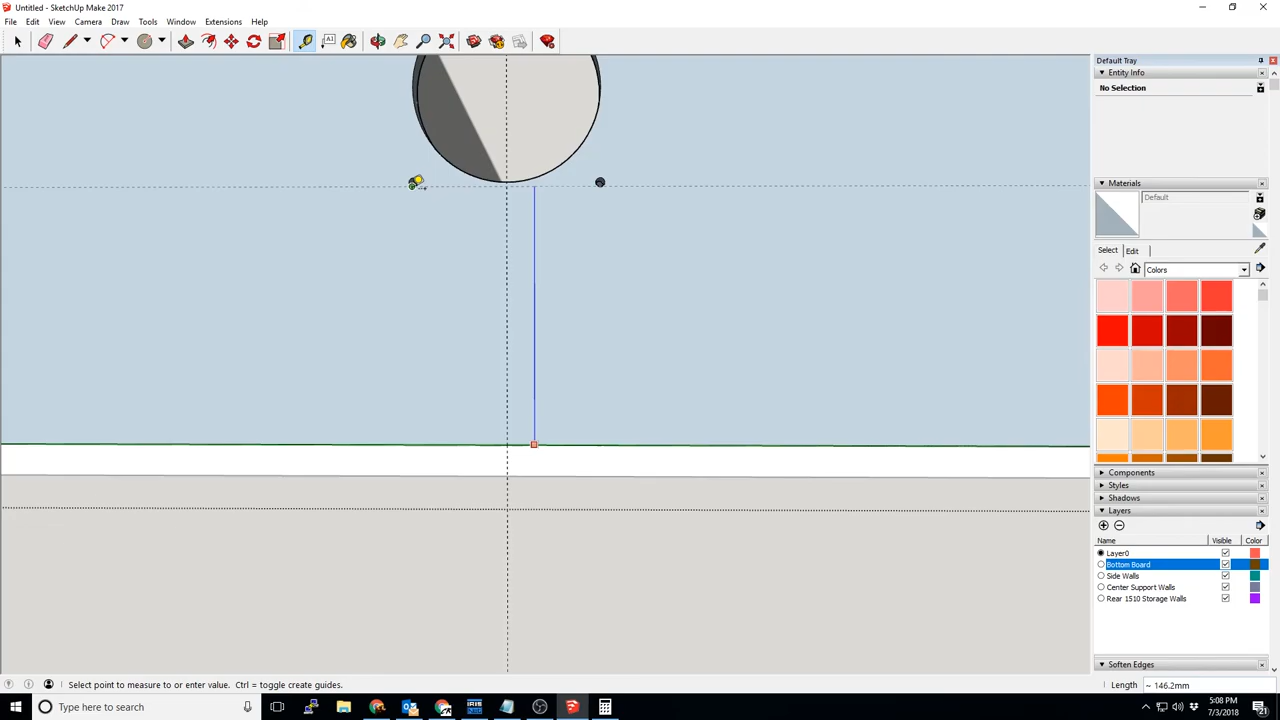 Untitled - SketchUp Make 2017
File Edit View Camera Draw Tools Window Extensions Help
Default Tray
Entity Info
No Selection
Materials
Default
Select Edit
Colors
Components
Styles
Shadows
Layers
Name Visible Color
Layer0
Bottom Board
Side Walls
Center Support Walls
Rear 1510 Storage Walls
Soften Edges
Select point to measure to or enter value. Ctrl = toggle create guides.
Length ~ 146.2mm
Type here to search
5:08 PM
7/3/2018
21